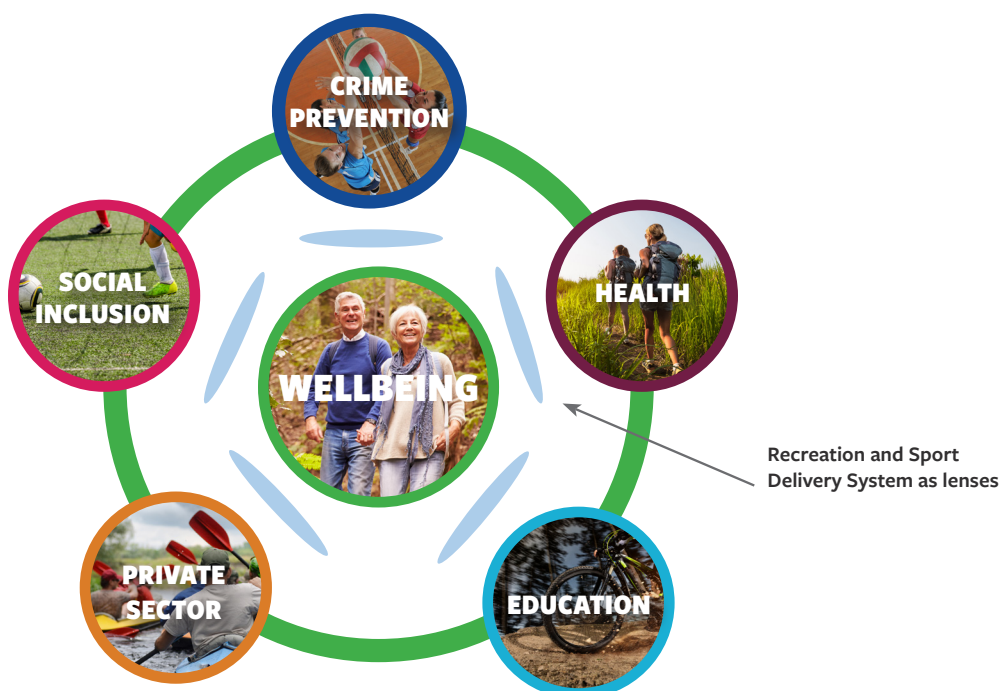 CRIME
PREVENTION
SOCIAL
INCLUSION
HEALTH
WELLBEING
Recreation and Sport
Delivery System as lenses
PRIVATE
SECTOR
EDUCATION